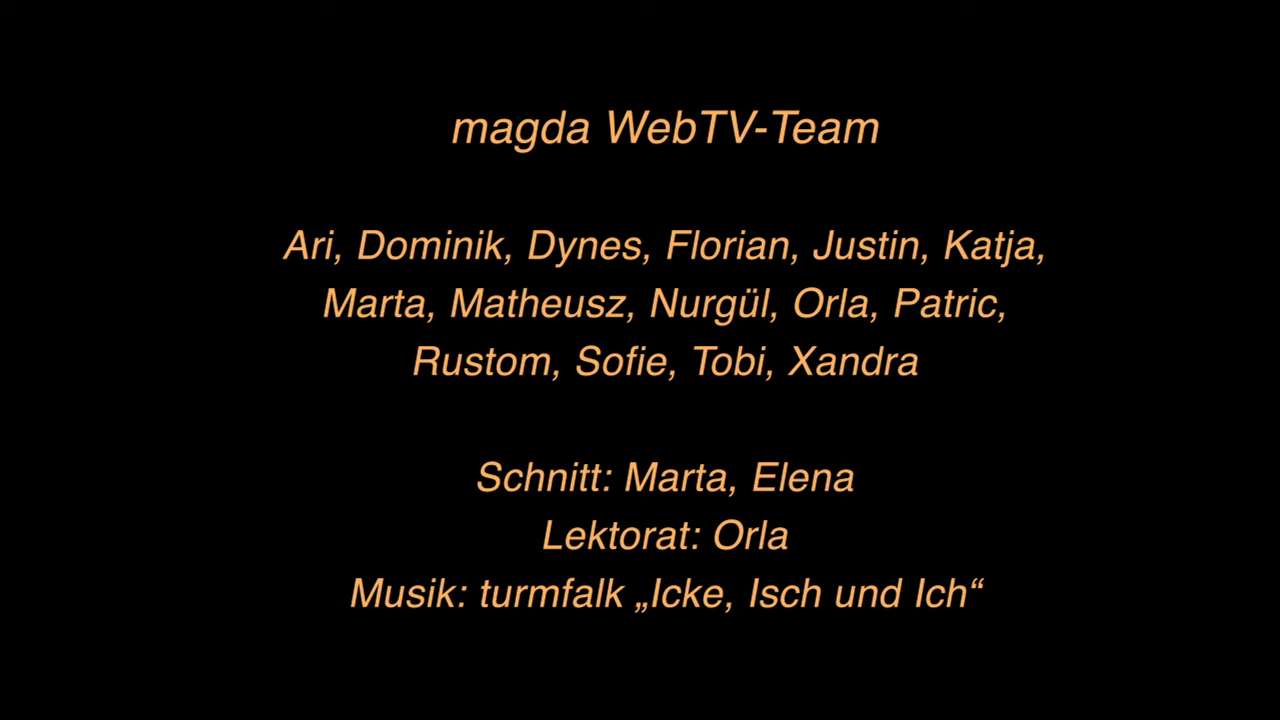 magda WebTV-Team
Ari, Dominik, Dynes, Florian, Justin, Katja,
Marta, Matheusz, Nurgül, Orla, Patric,
Rustom, Sofie, Tobi, Xandra
Schnitt: Marta, Elena
Lektorat: Orla
Musik: turmfalk „Icke, Isch und Ich“